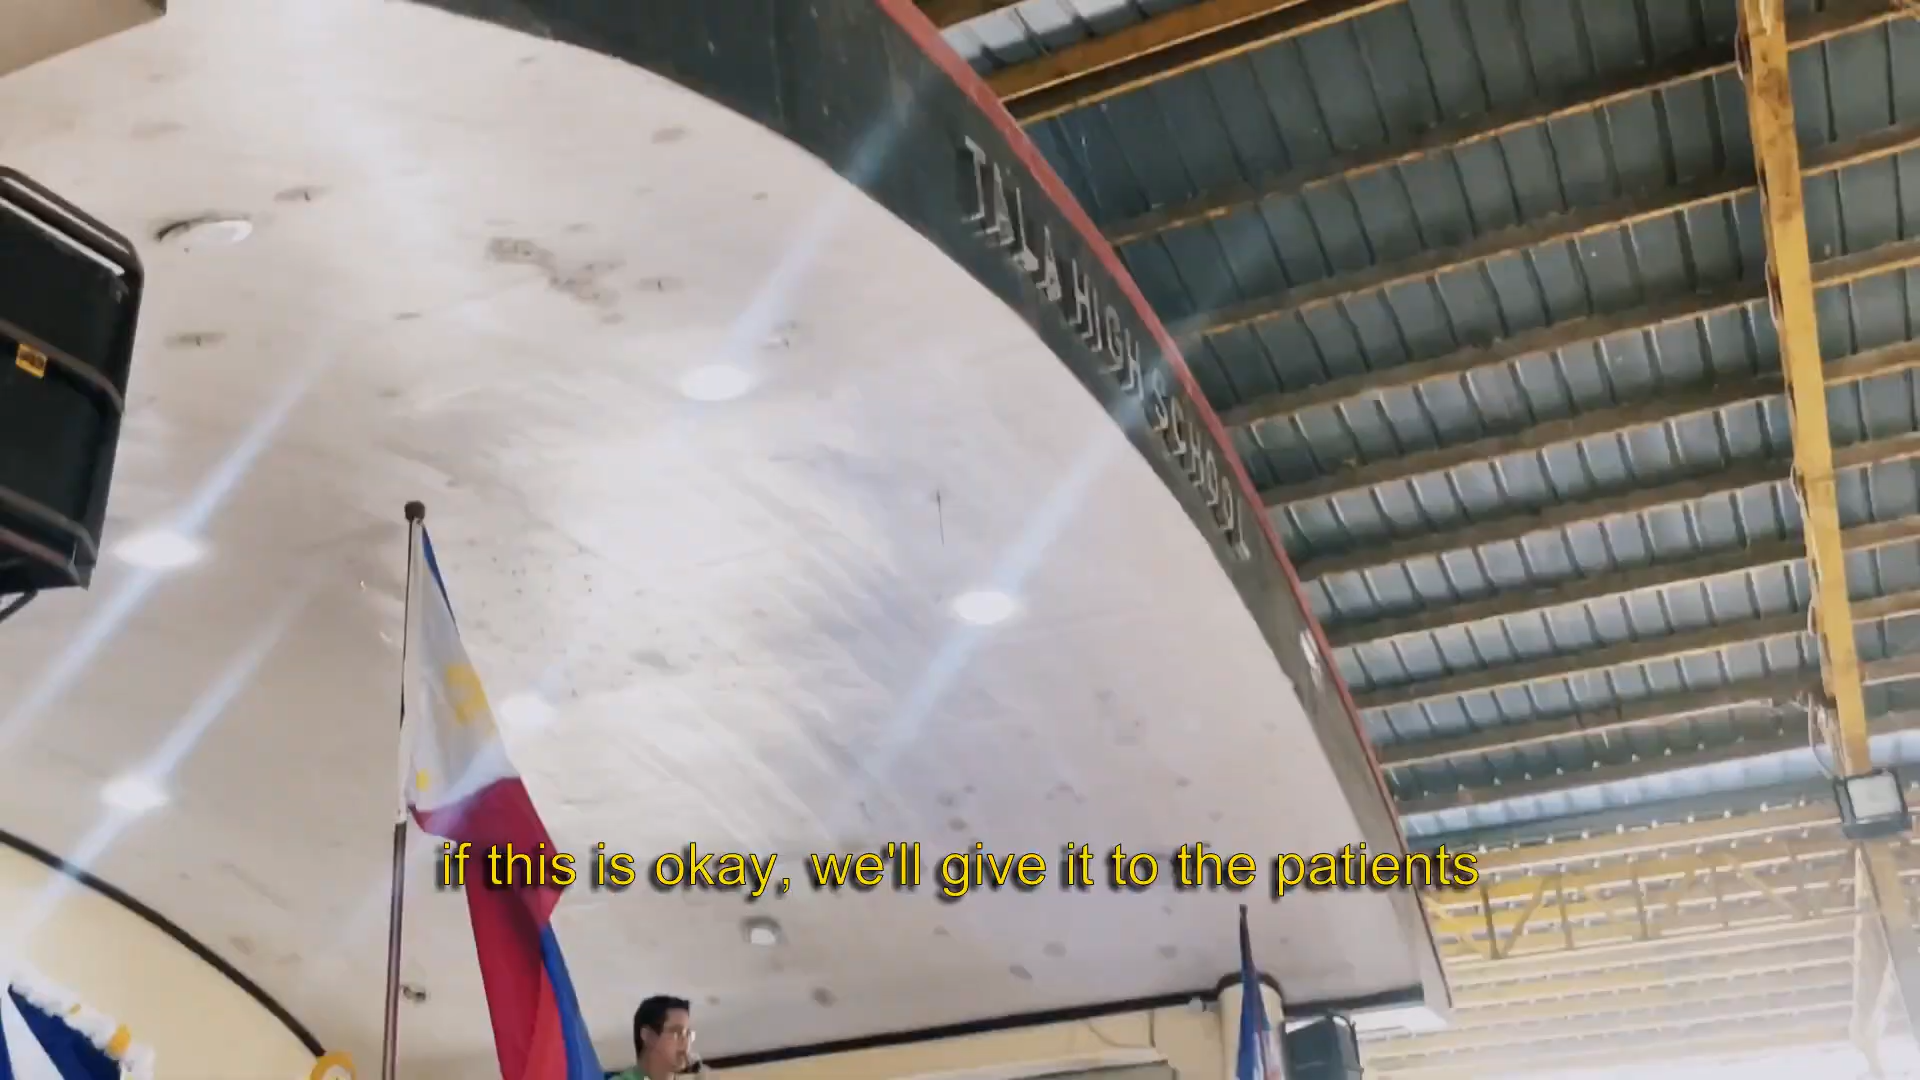 TALA HIGH SCHOOL
if this is okay, we'll give it to the patients